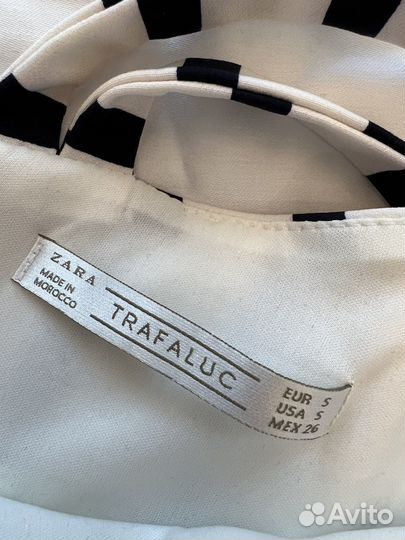 ZARA
MADE IN
MOROCCO
TRAFALUC
EUR S
USA S
MEX 26
Avito